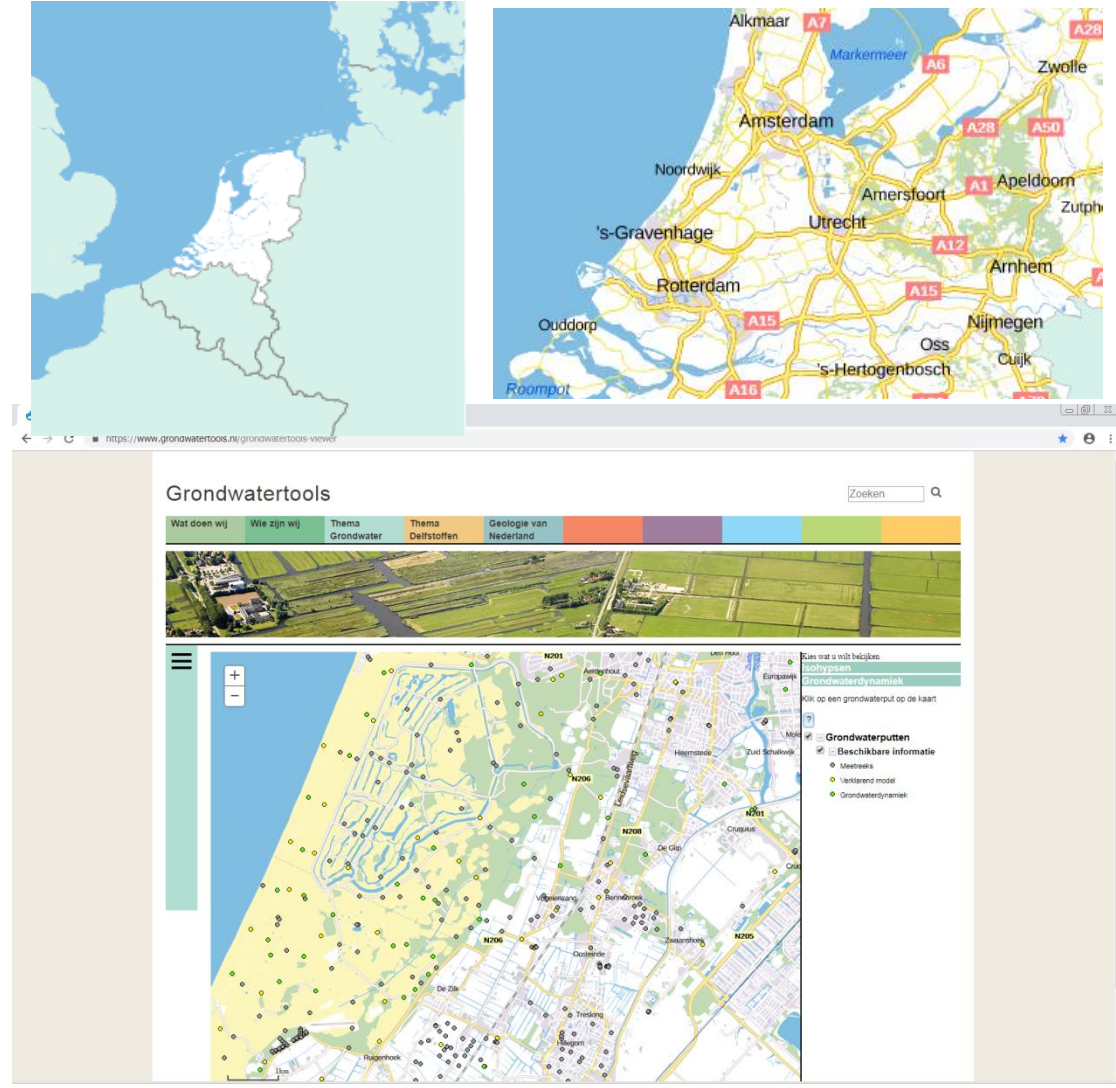 Alkmaar
A7
A28
Markermeer
A6
Zwolle
Amsterdam
A28
A50
Noordwijk
Amersfoort
A1
Apeldoorn
Utrecht
Zutphe
's-Gravenhage
A12
Arnhem
Rotterdam
A15
A15
Ouddorp
Nijmegen
Oss
Cuijk
's-Hertogenbosch
Roompot
A16
https://www.grondwatertools.nl/grondwatertools-viewer
Grondwatertools
Zoeken
Wat doen wij
Wie zijn wij
Thema
Grondwater
Thema
Delfstoffen
Geologie van
Nederland
+
−
N201
Aerdenhout
Europawijk
Heemstede
Zuid Schalkwijk
N206
Leidsevaartweg
N201
Cruquius
N208
De Glip
Vogelenzang
Bennebroek
N206
Zwaanshoek
N205
Oosteinde
De Zilk
Treslong
Hillegom
Ruigenhoek
1km
Kies wat u wilt bekijken
Isohypsen
Grondwaterdynamiek
Klik op een grondwaterput op de kaart
?
Grondwaterputten
Beschikbare informatie
Meetreeks
Verklarend model
Grondwaterdynamiek